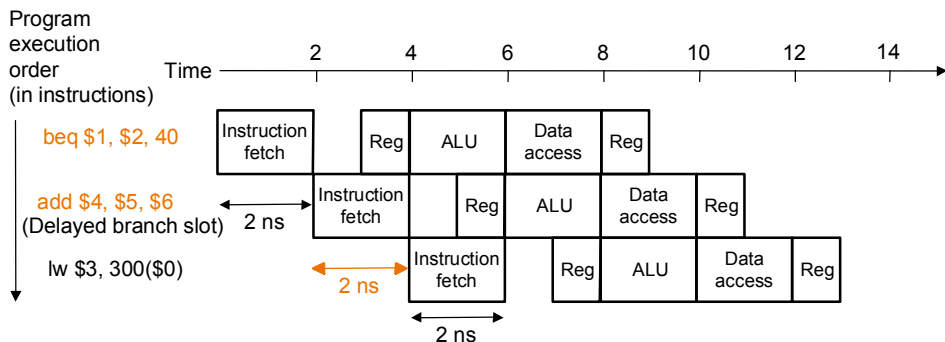 Program
execution
order
(in instructions)
Time
2 4 6 8 10 12 14
beq $1, $2, 40
Instruction
fetch
Reg
ALU
Data
access
Reg
add $4, $5, $6
(Delayed branch slot)
2 ns
Instruction
fetch
Reg
ALU
Data
access
Reg
lw $3, 300($0)
2 ns
Instruction
fetch
Reg
ALU
Data
access
Reg
2 ns